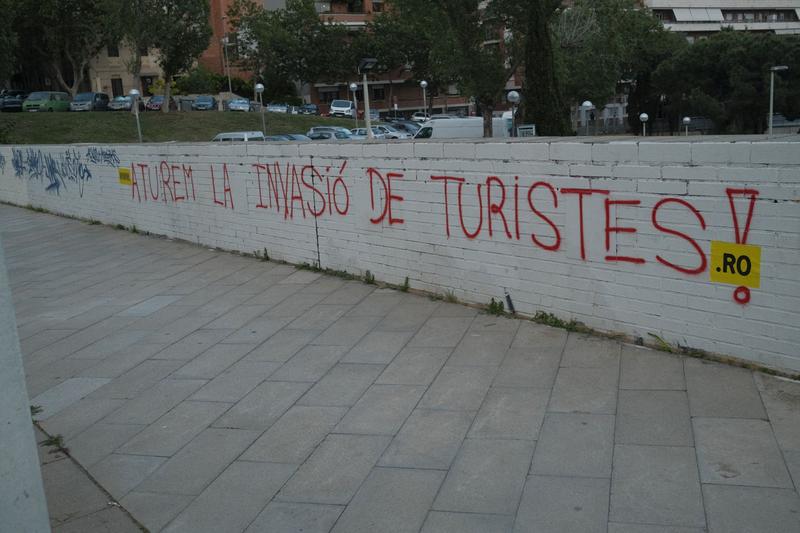 ATUREM LA INVASIÓ DE TURISTES!
.RO